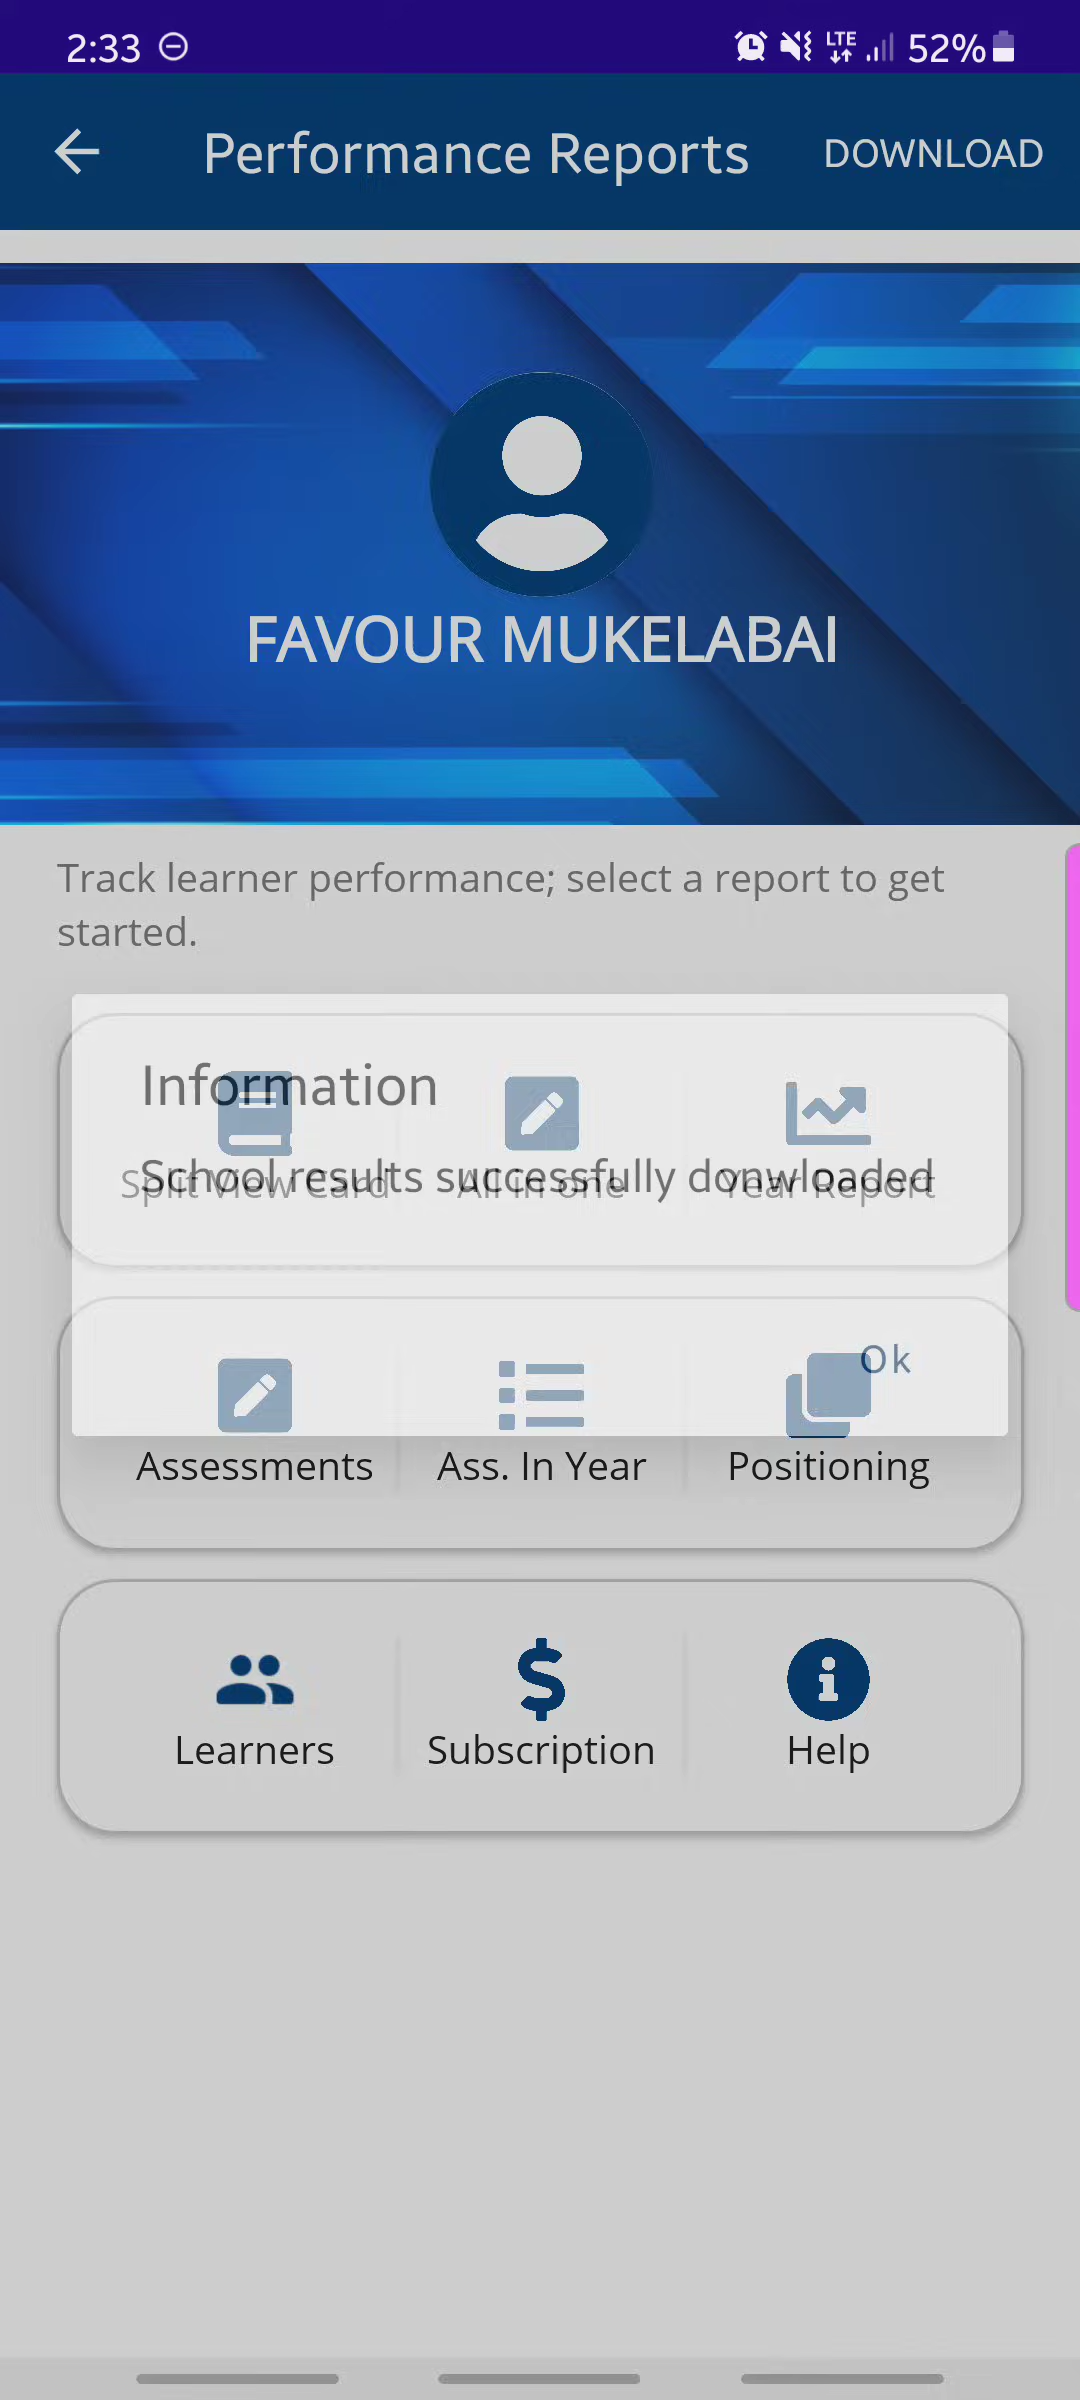 2:33 LTE 52%
Performance Reports DOWNLOAD
FAVOUR MUKELABAI
Track learner performance; select a report to get
started.
Information
Split View Card All in one Year Report
School results successfully donwloaded
Ok
Assessments Ass. In Year Positioning
Learners Subscription Help